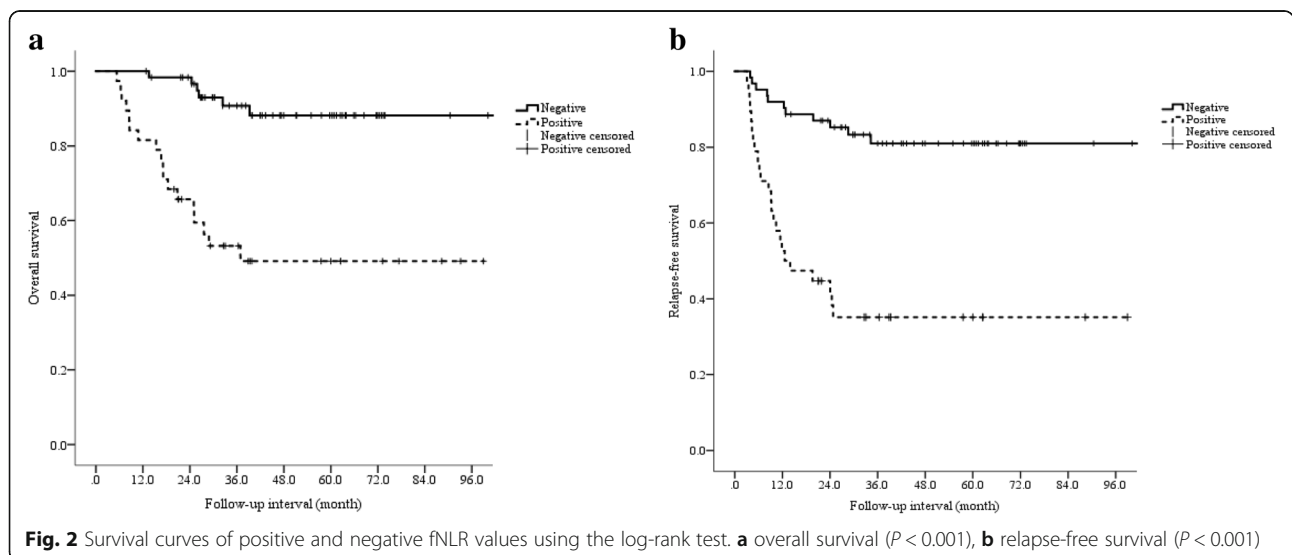 a
1.0
0.8
0.6
0.4
0.2
0.0
Overall survival
.0 12.0 24.0 36.0 48.0 60.0 72.0 84.0 96.0
Follow-up interval (month)
Negative
Positive
Negative censored
Positive censored
b
1.0
0.8
0.6
0.4
0.2
0.0
Relapse-free survival
.0 12.0 24.0 36.0 48.0 60.0 72.0 84.0 96.0
Follow-up interval (month)
Negative
Positive
Negative censored
Positive censored
Fig. 2 Survival curves of positive and negative fNLR values using the log-rank test. a overall survival (P < 0.001), b relapse-free survival (P < 0.001)